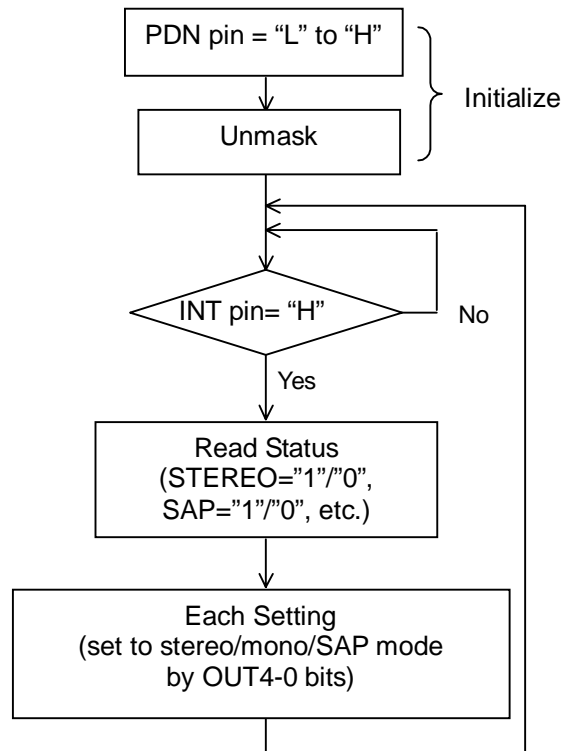 PDN pin = “L” to “H”
Initialize
Unmask
INT pin= “H”
No
Yes
Read Status
(STEREO=”1”/”0”,
SAP=”1”/”0”, etc.)
Each Setting
(set to stereo/mono/SAP mode
by OUT4-0 bits)